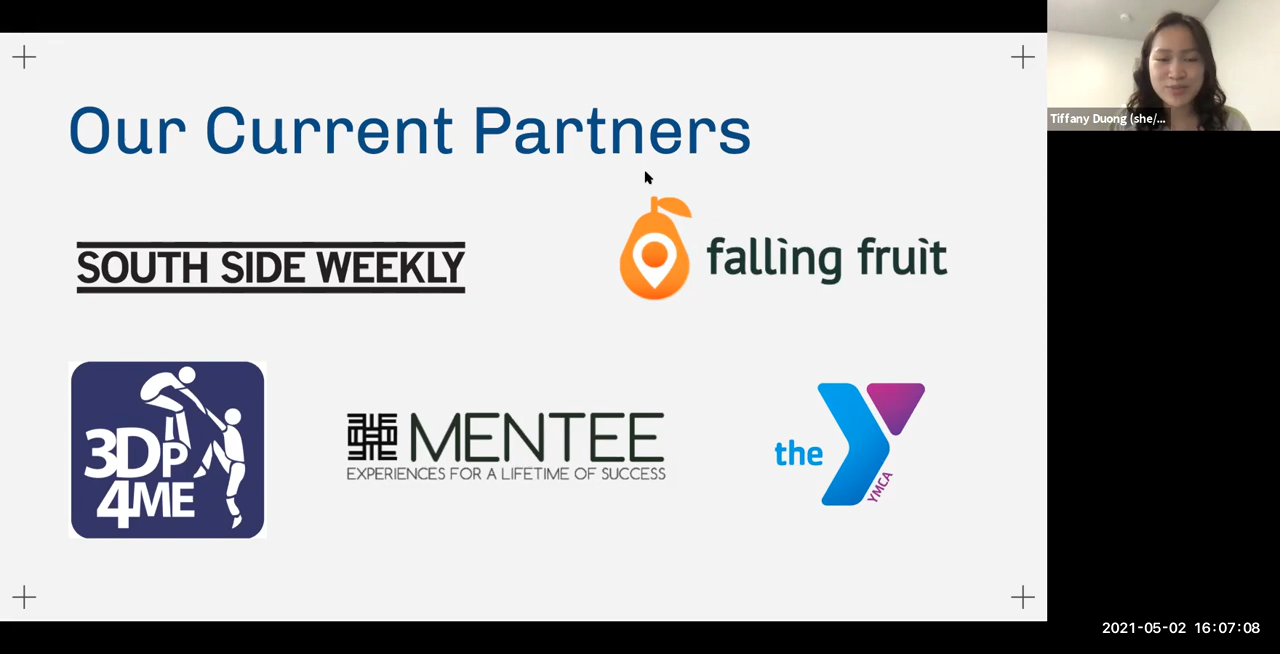 Our Current Partners
Tiffany Duong (she/...
SOUTH SIDE WEEKLY
falling fruit
3DP
4ME
MENTEE
EXPERIENCES FOR A LIFETIME OF SUCCESS
the
YMCA
2021-05-02 16:07:08